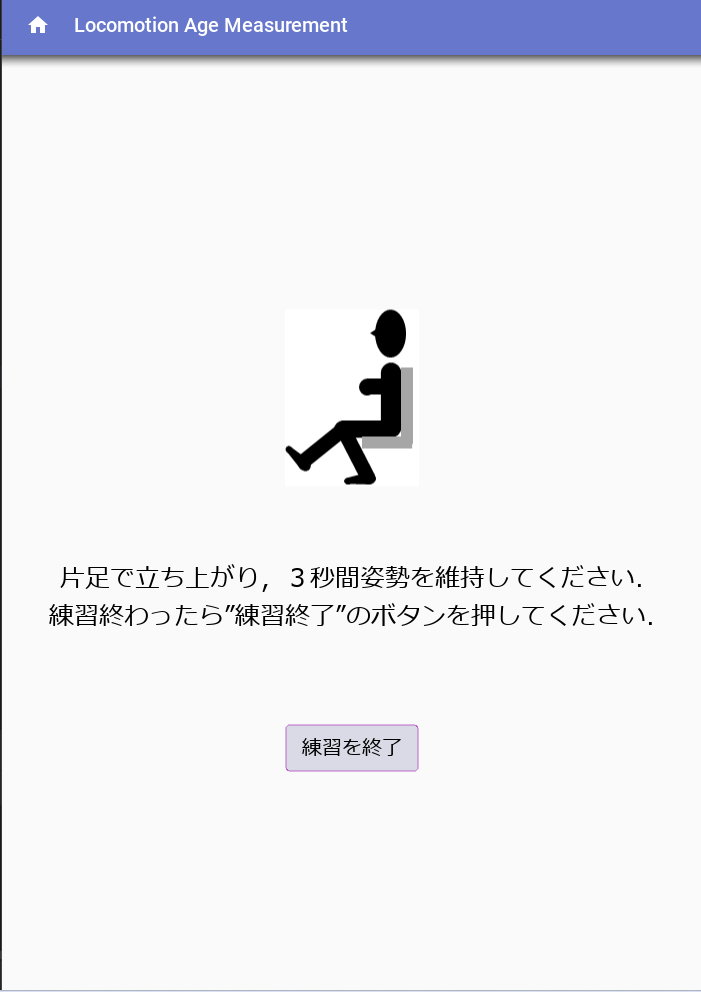 Locomotion Age Measurement
片足で立ち上がり，３秒間姿勢を維持してください．
練習終わったら”練習終了”のボタンを押してください．
練習を終了